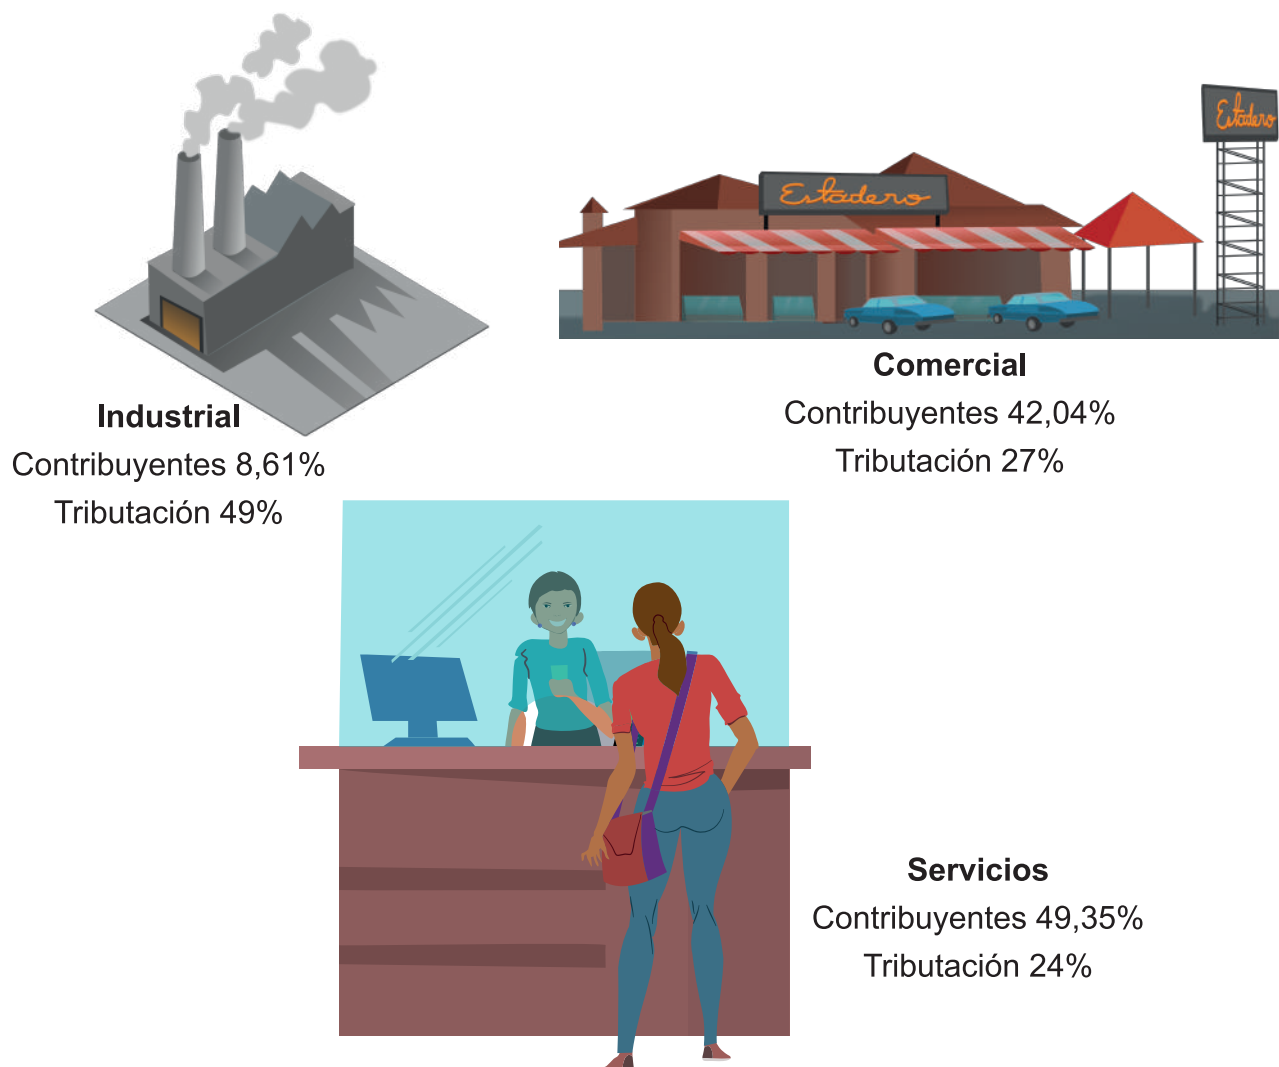 Estadero
Estadero
Industrial
Contribuyentes 8,61%
Tributación 49%
Comercial
Contribuyentes 42,04%
Tributación 27%
Servicios
Contribuyentes 49,35%
Tributación 24%